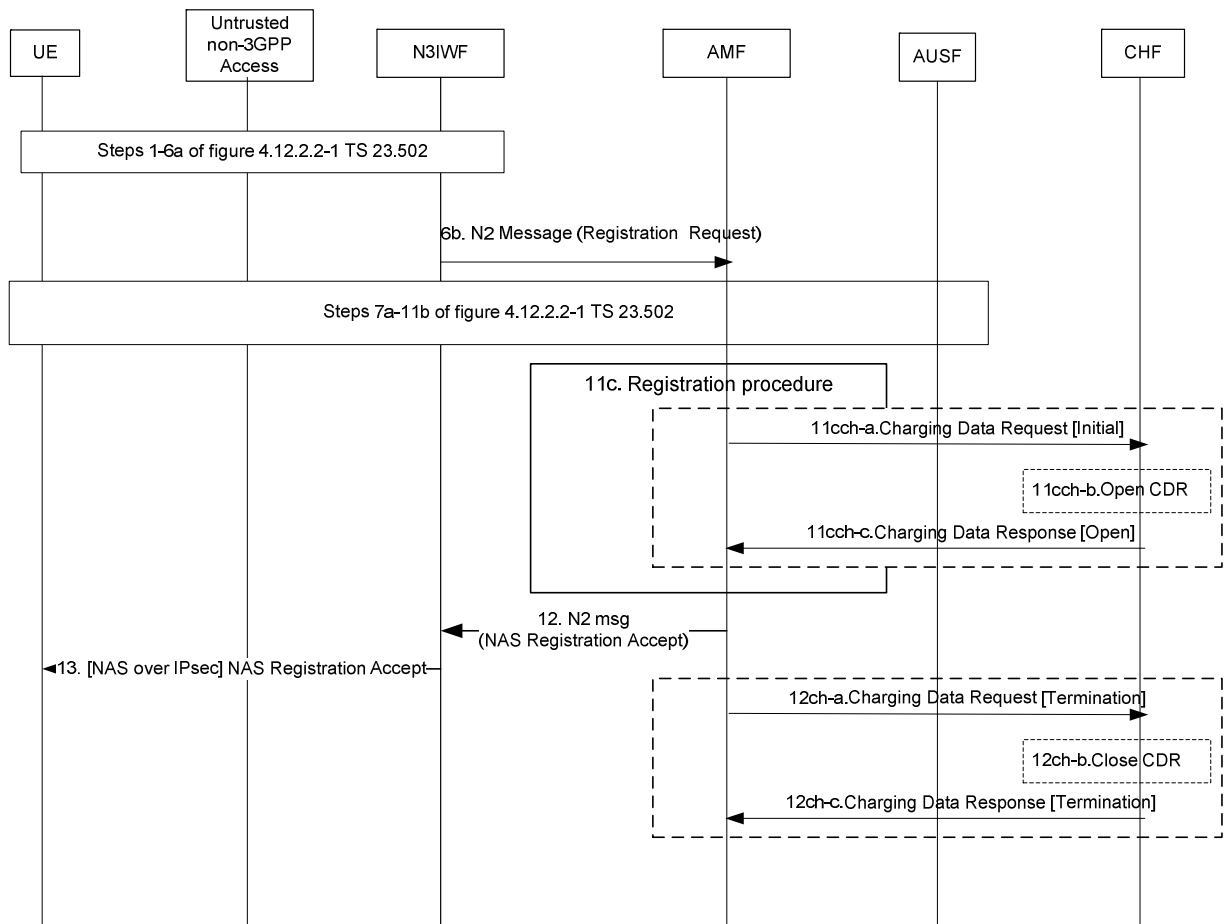 UE
Untrusted
non-3GPP
Access
N3IWF
AMF
AUSF
CHF
Steps 1-6a of figure 4.12.2.2-1 TS 23.502
6b. N2 Message (Registration Request)
Steps 7a-11b of figure 4.12.2.2-1 TS 23.502
11c. Registration procedure
11cch-a.Charging Data Request [Initial]
11cch-b.Open CDR
11cch-c.Charging Data Response [Open]
12. N2 msg
(NAS Registration Accept)
13. [NAS over IPsec] NAS Registration Accept
12ch-a.Charging Data Request [Termination]
12ch-b.Close CDR
12ch-c.Charging Data Response [Termination]